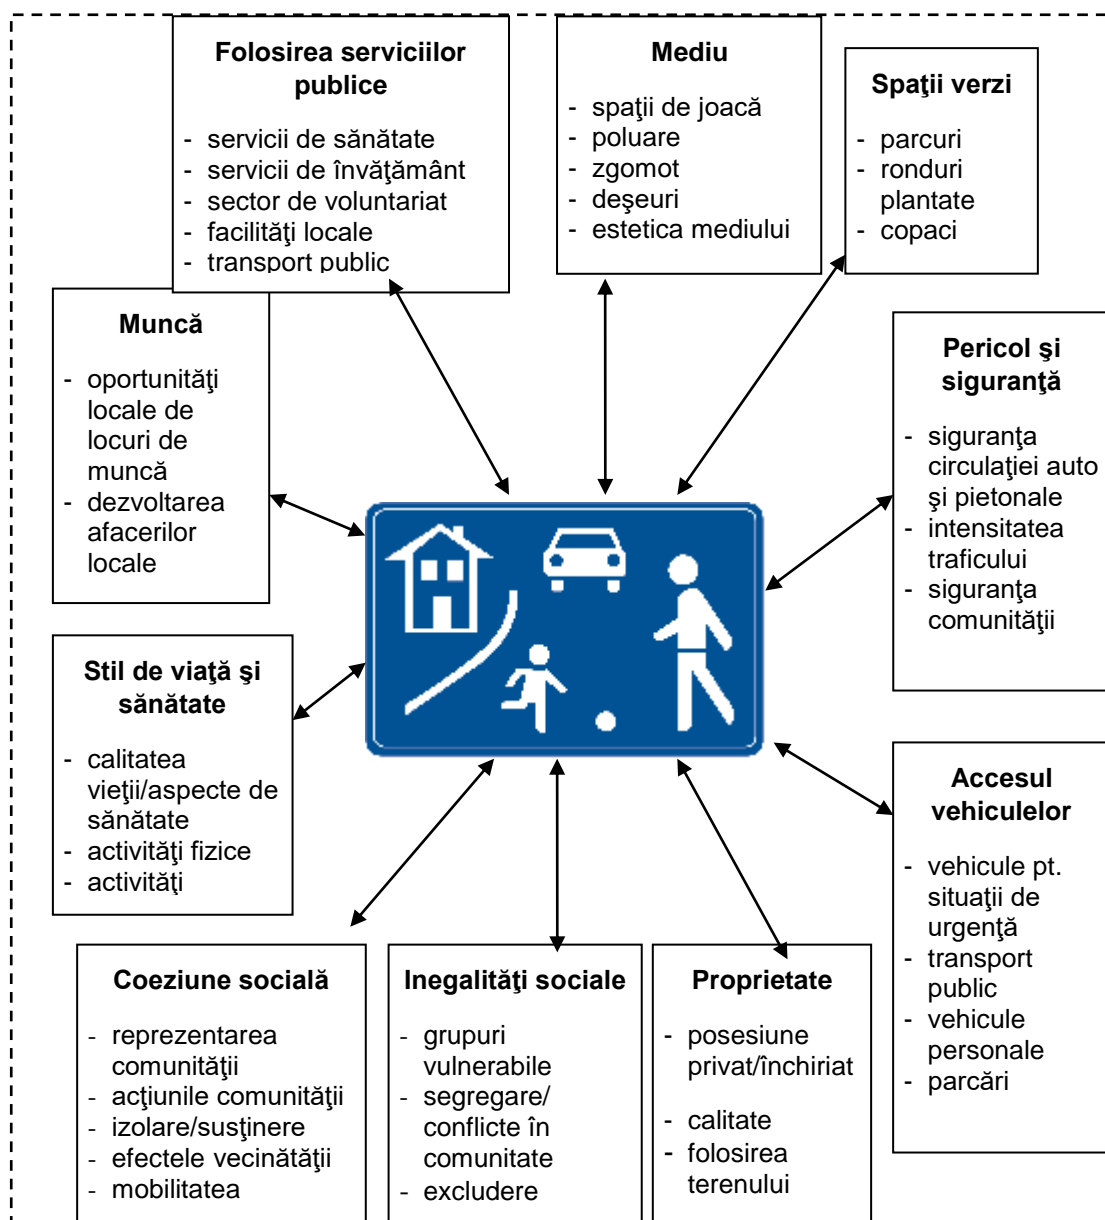 Folosirea serviciilor
publice
- servicii de sănătate
- servicii de învăţământ
- sector de voluntariat
- facilităţi locale
- transport public
Mediu
- spaţii de joacă
- poluare
- zgomot
- deşeuri
- estetica mediului
Spaţii verzi
- parcuri
- ronduri
plantate
- copaci
Muncă
- oportunităţi
locale de
locuri de
muncă
- dezvoltarea
afacerilor
locale
Pericol şi
siguranţă
- siguranţa
circulaţiei auto
şi pietonale
- intensitatea
traficului
- siguranţa
comunităţii
Stil de viaţă şi
sănătate
- calitatea
vieţii/aspecte de
sănătate
- activităţi fizice
- activităţi
Accesul
vehiculelor
- vehicule pt.
situaţii de
urgenţă
- transport
public
- vehicule
personale
- parcări
Coeziune socială
- reprezentarea
comunităţii
- acţiunile comunităţii
- izolare/susţinere
- efectele vecinătăţii
- mobilitatea
Inegalităţi sociale
- grupuri
vulnerabile
- segregare/
conflicte în
comunitate
- excludere
Proprietate
- posesiune
privat/închiriat
- calitate
- folosirea
terenului